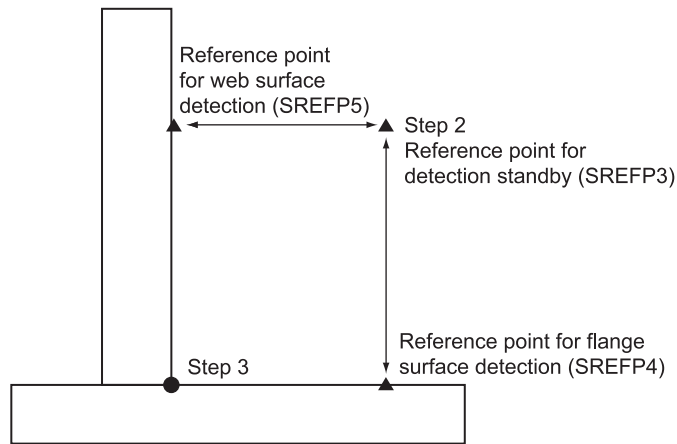 Reference point
for web surface
detection (SREFP5)
Step 2
Reference point for
detection standby (SREFP3)
Reference point for flange
surface detection (SREFP4)
Step 3